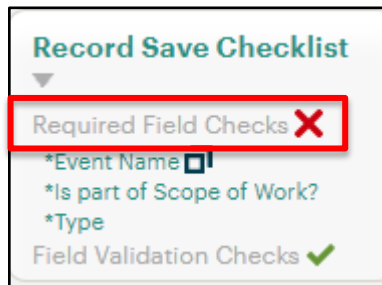 Record Save Checklist
Required Field Checks
*Event Name
*Is part of Scope of Work?
*Type
Field Validation Checks